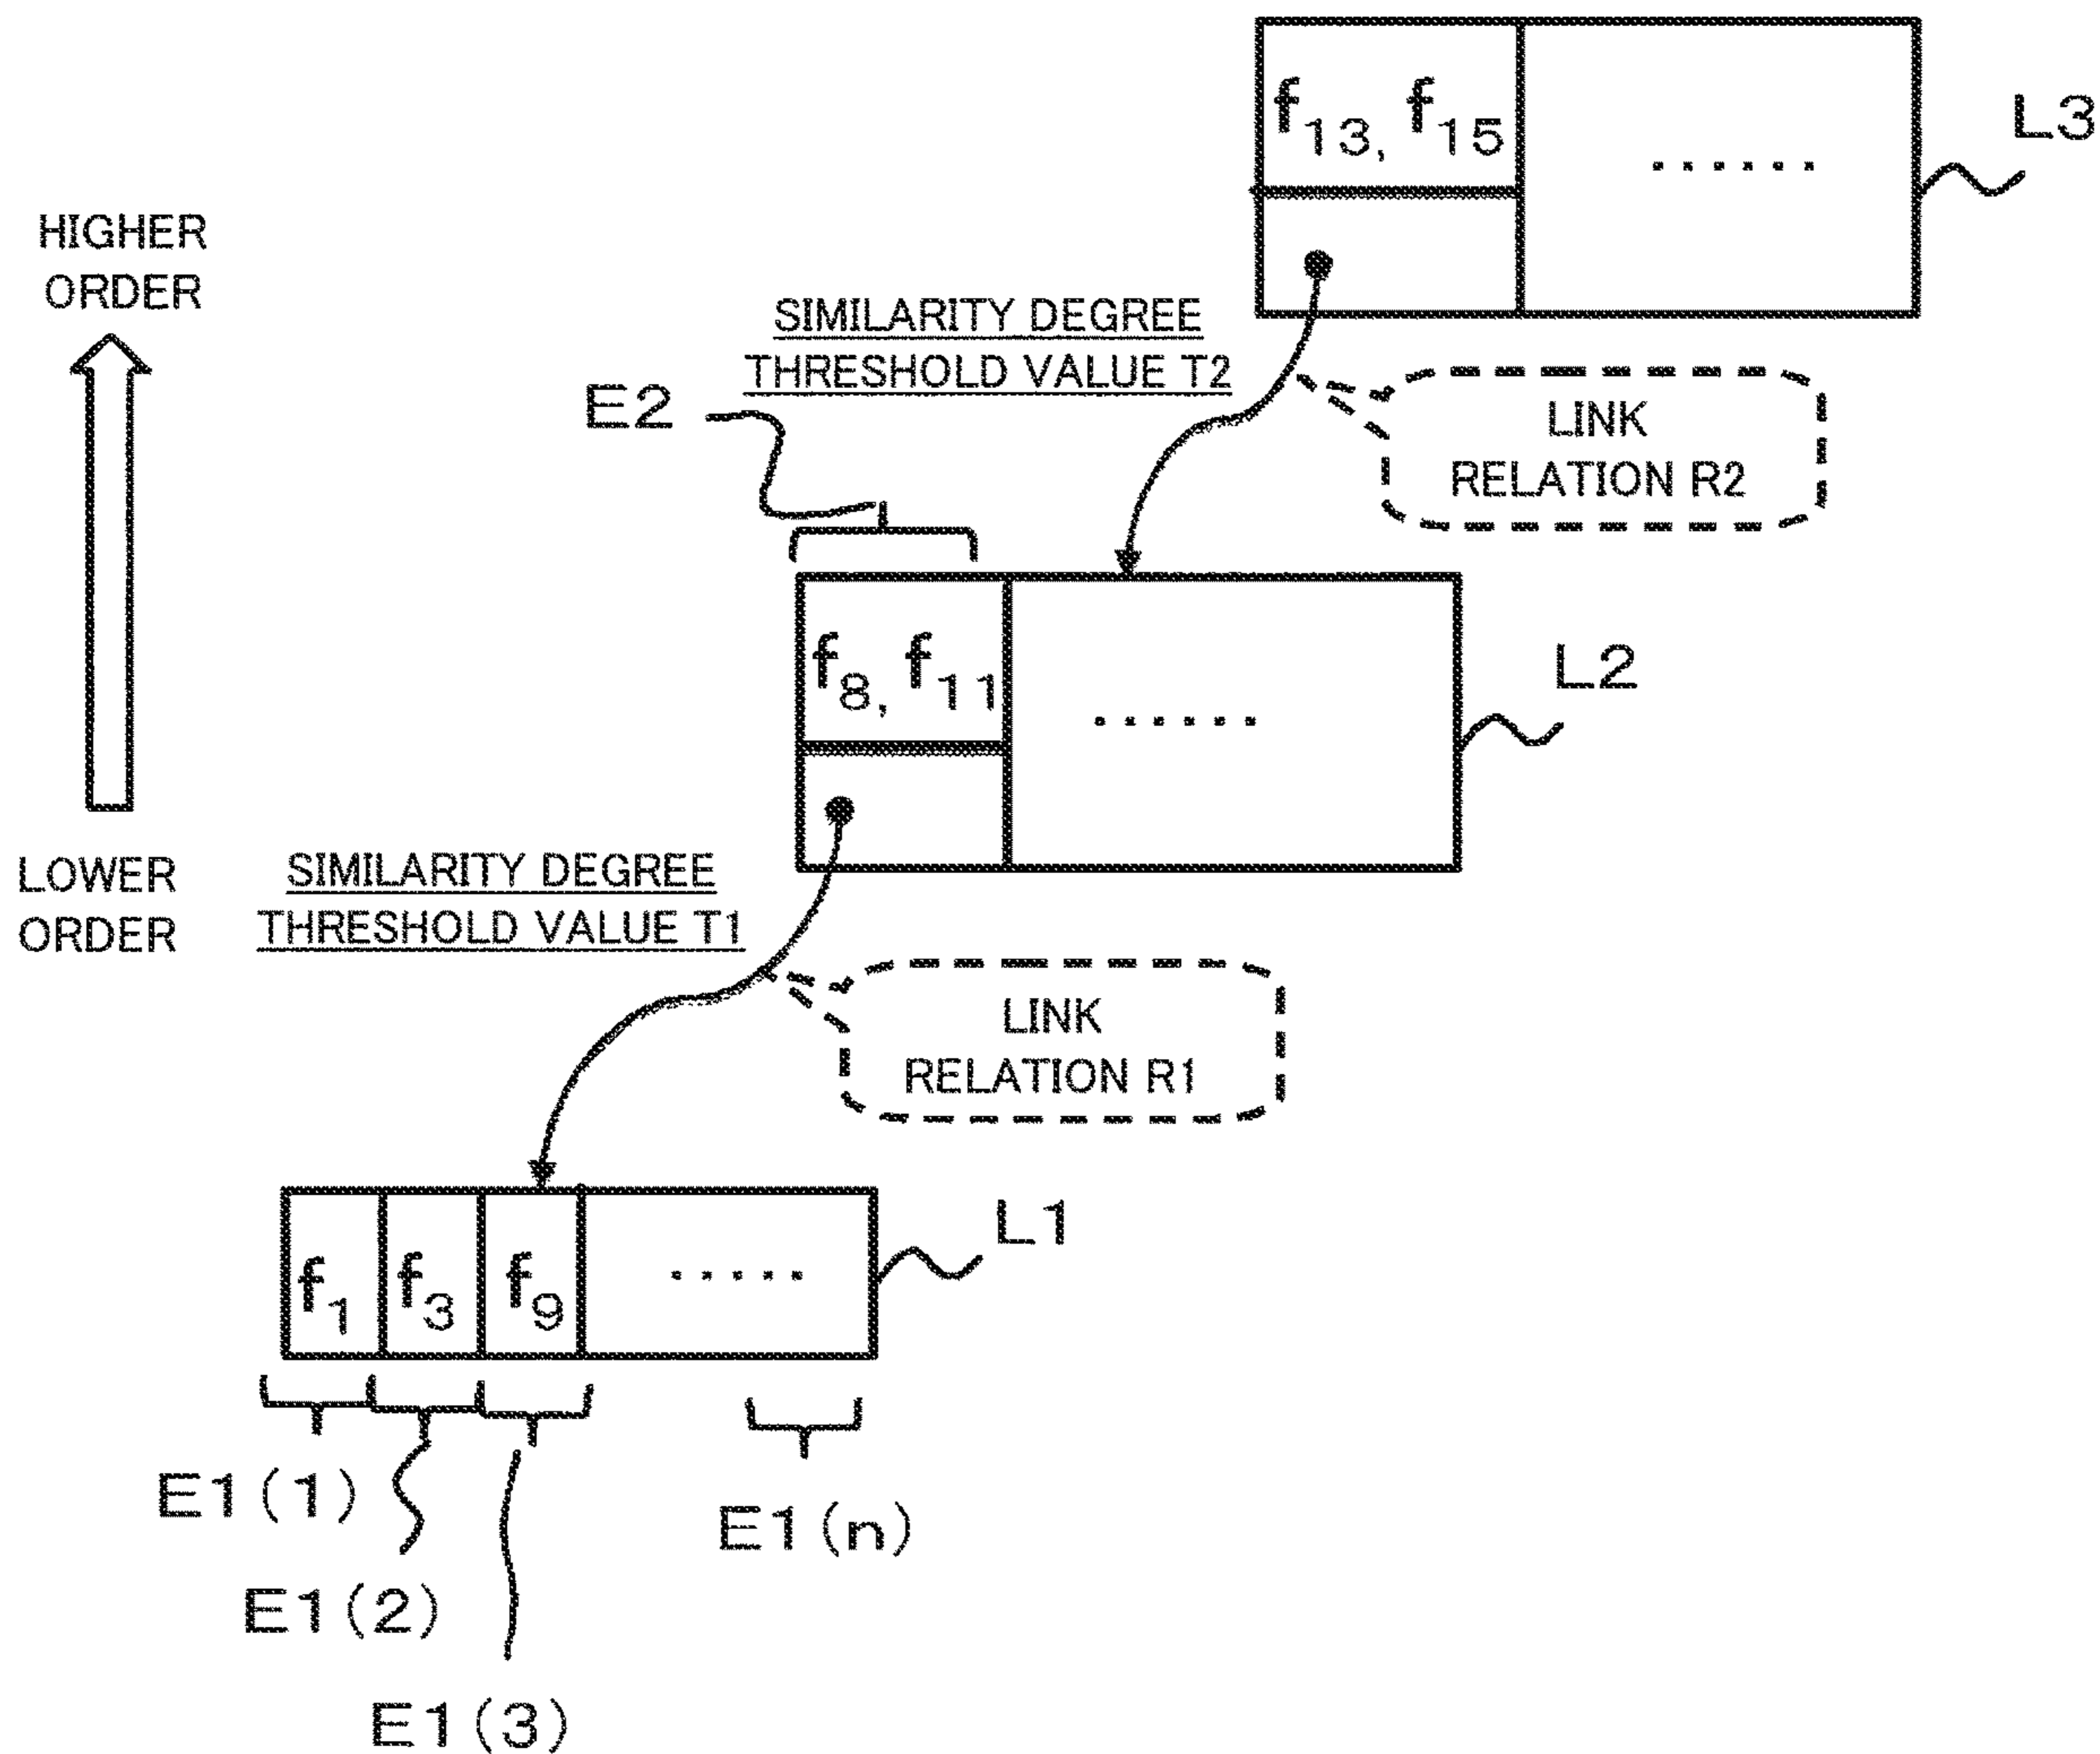 f13, f15
......
L3
HIGHER
ORDER
SIMILARITY DEGREE
THRESHOLD VALUE T2
E2
LINK
RELATION R2
f8, f11
......
L2
LOWER
ORDER
SIMILARITY DEGREE
THRESHOLD VALUE T1
LINK
RELATION R1
L1
f1
f3
f9
.....
E1(1)
E1(n)
E1(2)
E1(3)